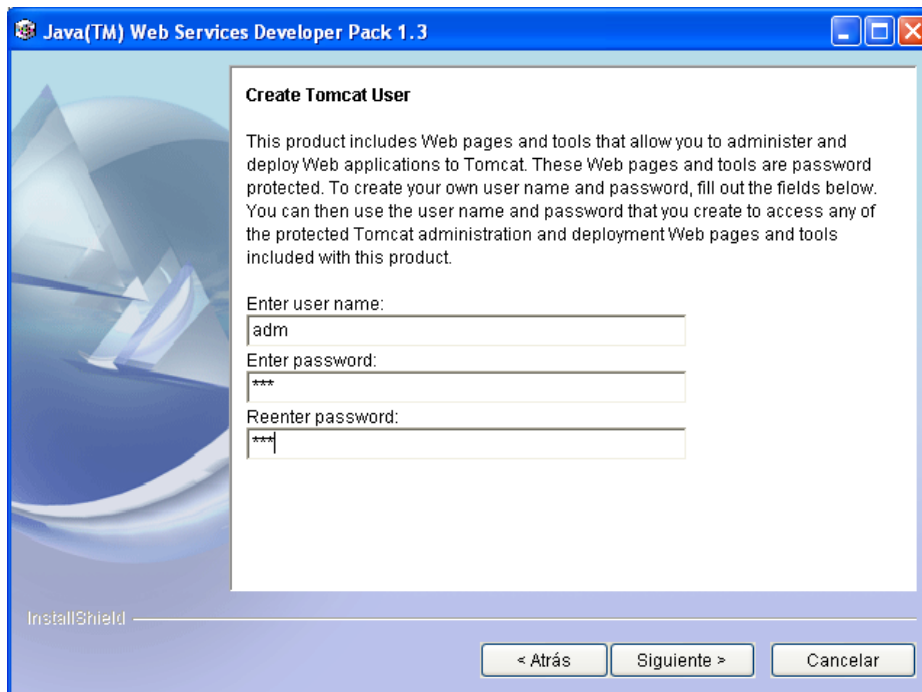 Java(TM) Web Services Developer Pack 1.3
Create Tomcat User
This product includes Web pages and tools that allow you to administer and
deploy Web applications to Tomcat. These Web pages and tools are password
protected. To create your own user name and password, fill out the fields below.
You can then use the user name and password that you create to access any of
the protected Tomcat administration and deployment Web pages and tools
included with this product.
Enter user name:
adm
Enter password:
***
Reenter password:
***
InstallShield
< Atrás Siguiente > Cancelar